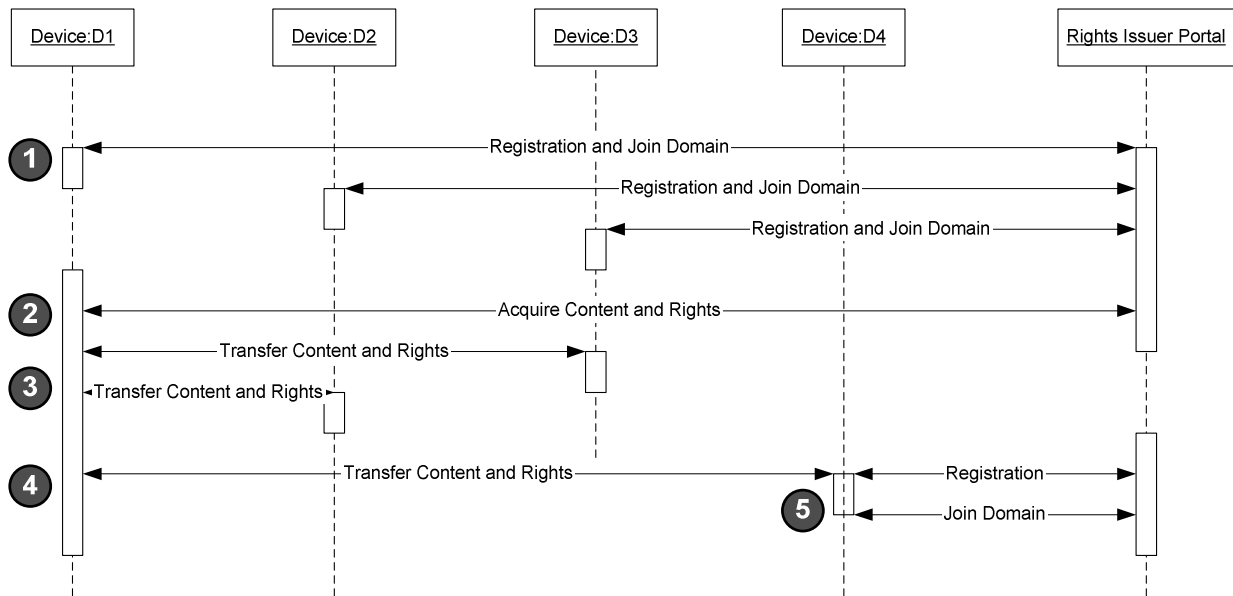 Device:D1
Device:D2
Device:D3
Device:D4
Rights Issuer Portal
1
Registration and Join Domain
Registration and Join Domain
Registration and Join Domain
2
Acquire Content and Rights
Transfer Content and Rights
3
Transfer Content and Rights
4
Transfer Content and Rights
Registration
5
Join Domain